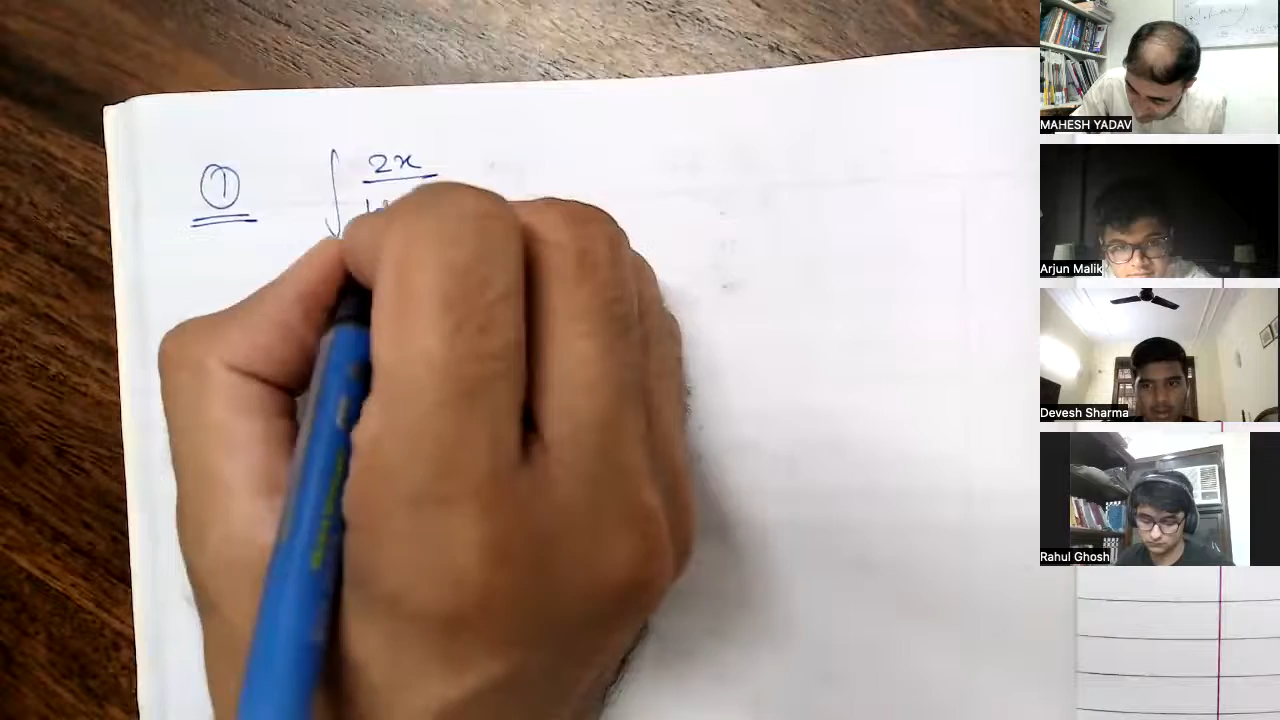 ① ∫ 2x
MAHESH YADAV
Arjun Malik
Devesh Sharma
Rahul Ghosh